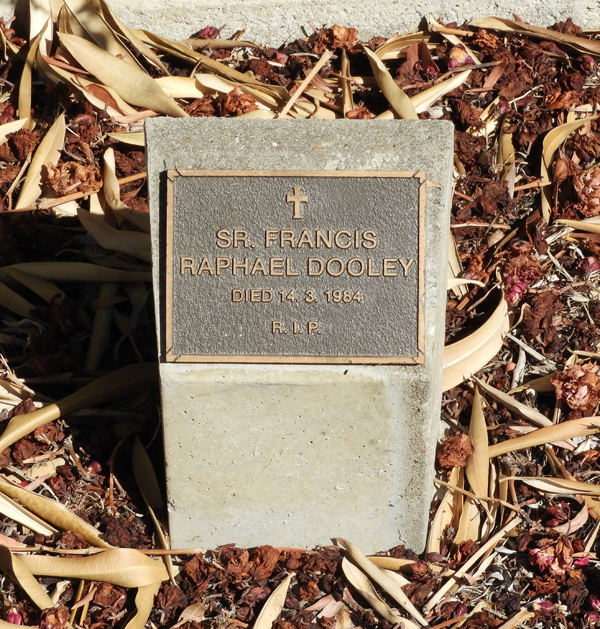 SR. FRANCIS
RAPHAEL DOOLEY
DIED 14. 3. 1984
R. I. P.